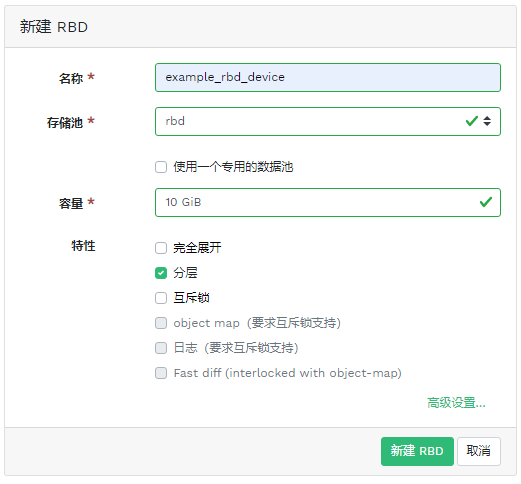 新建 RBD
名称 *
example_rbd_device
存储池 *
rbd
使用一个专用的数据池
容量 *
10 GiB
特性
完全展开
分层
互斥锁
object map（要求互斥锁支持）
日志（要求互斥锁支持）
Fast diff (interlocked with object-map)
高级设置...
新建 RBD
取消